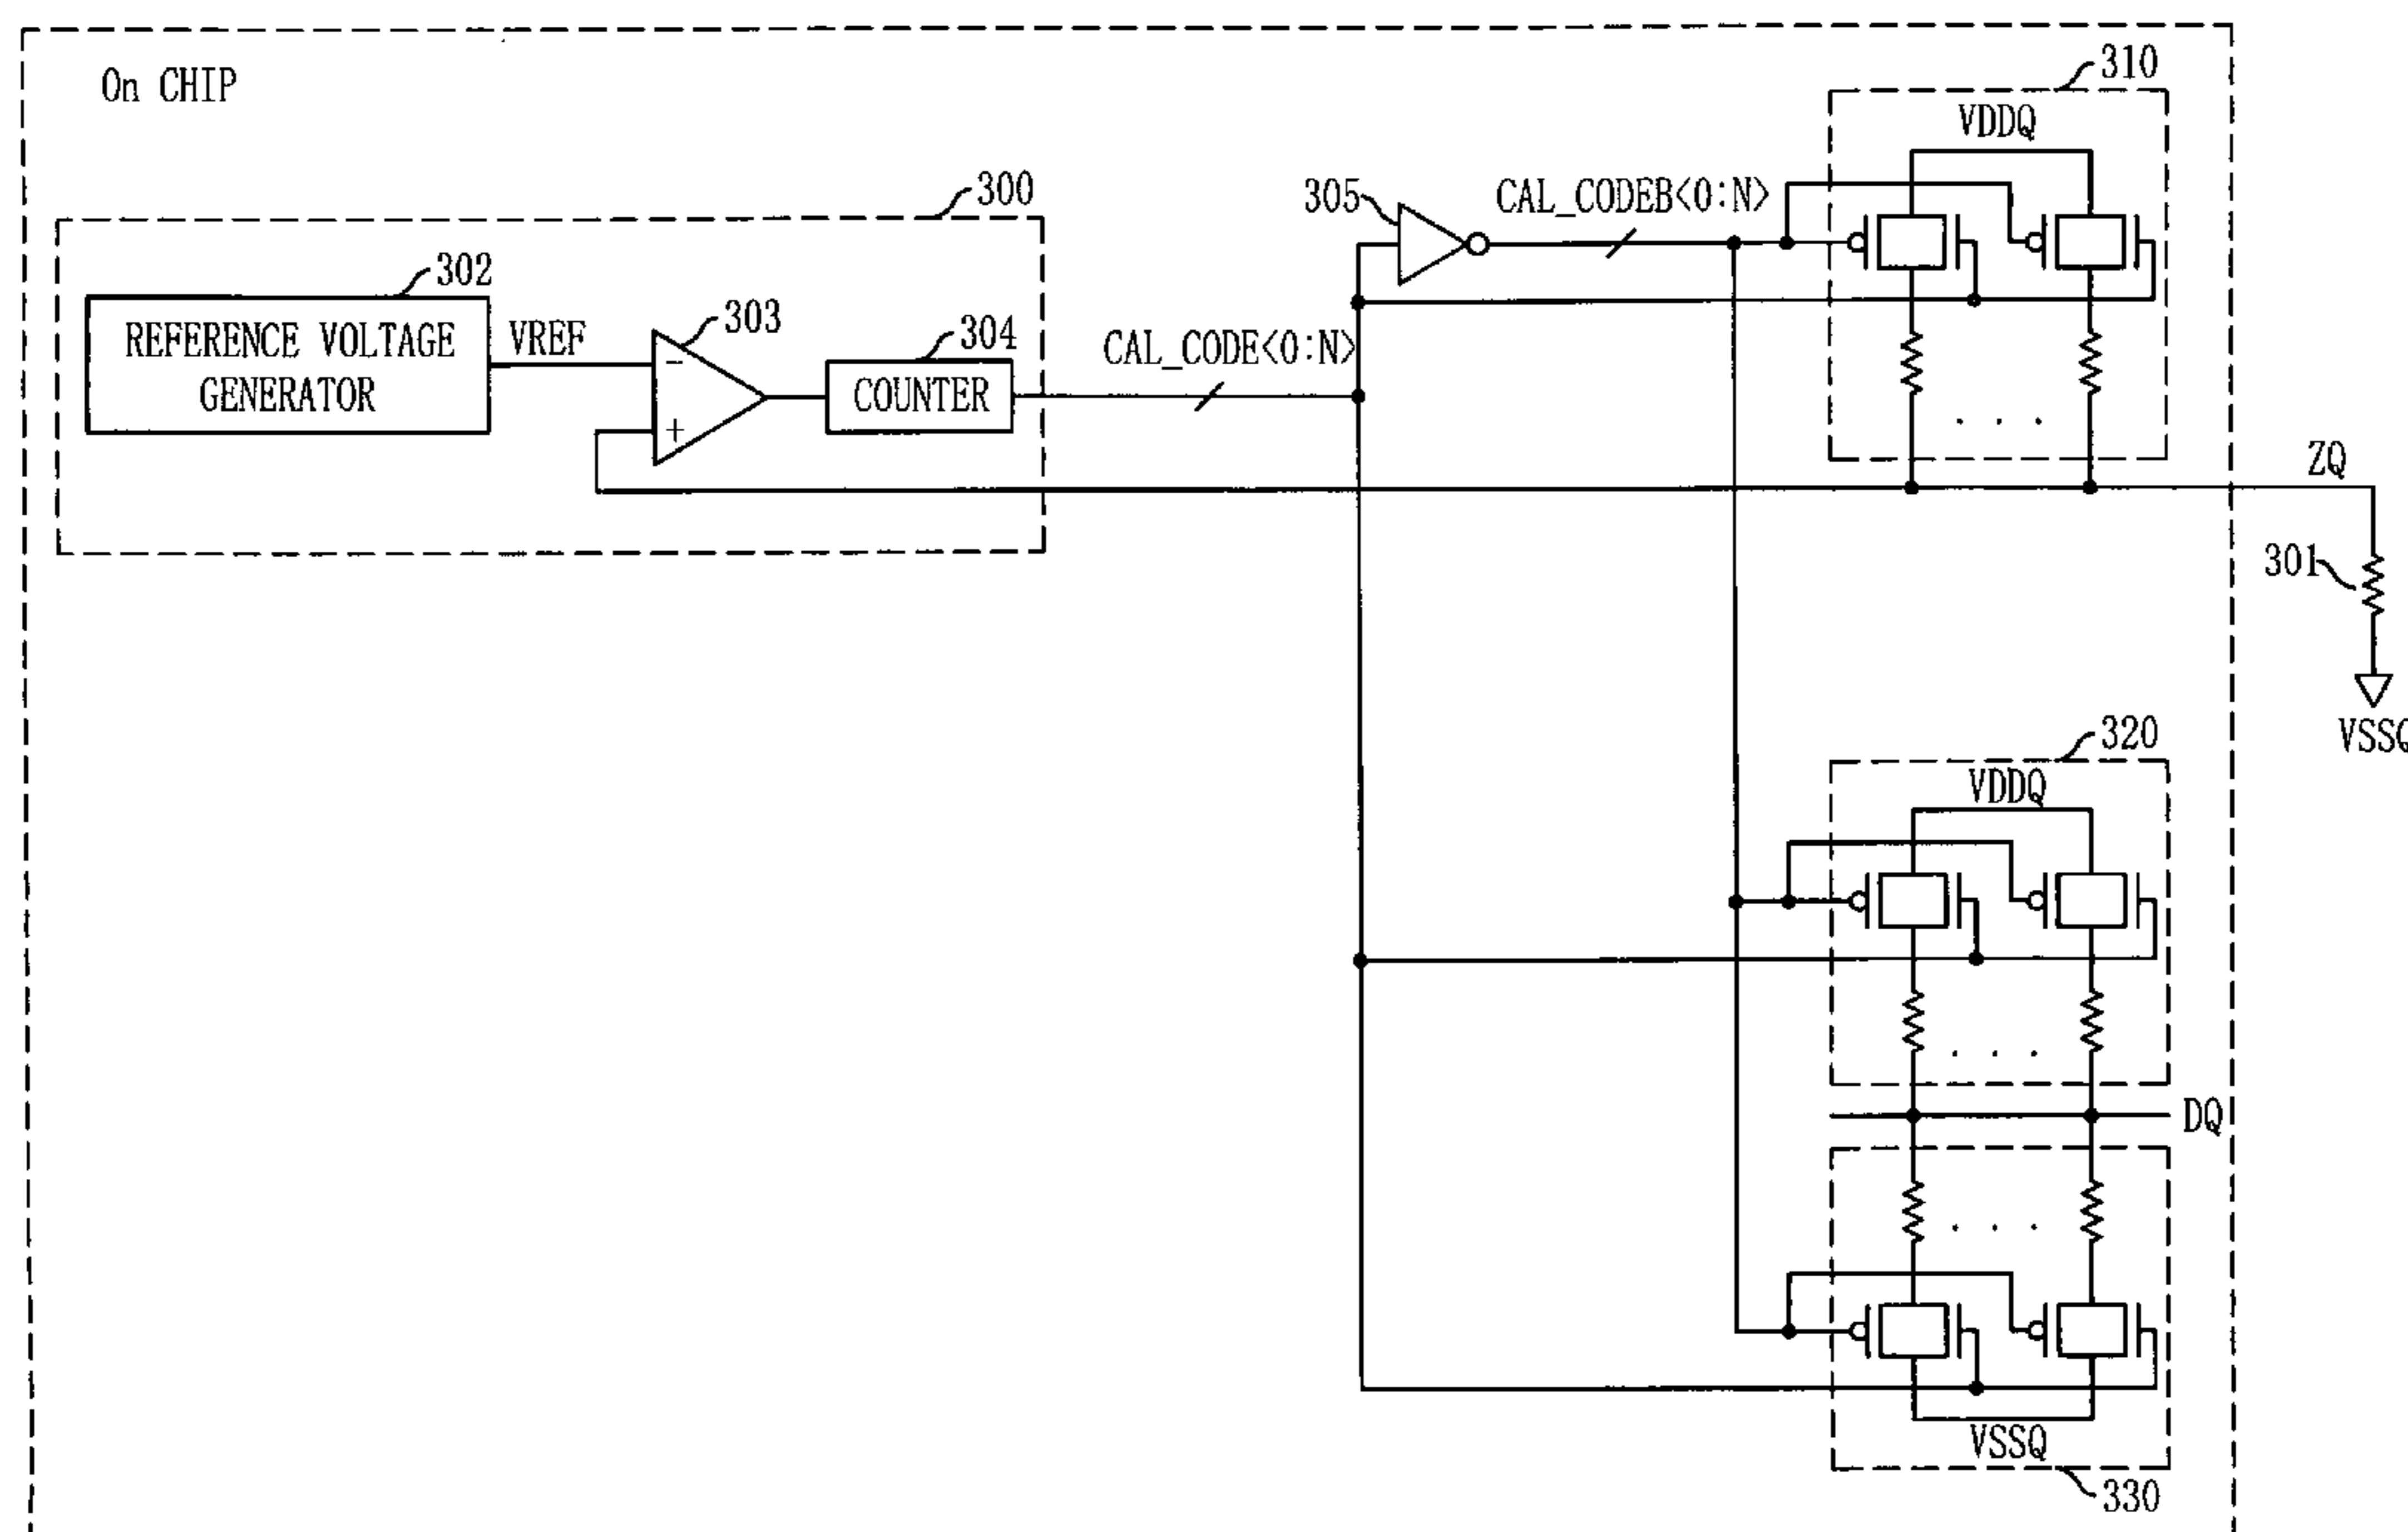 On CHIP
310
VDDQ
300
305
CAL_CODEB<0:N>
302
REFERENCE VOLTAGE
GENERATOR
VREF
303
-
+
304
COUNTER
CAL_CODE<0:N>
. . .
ZQ
301
VSSQ
320
VDDQ
. . .
DQ
. . .
VSSQ
330